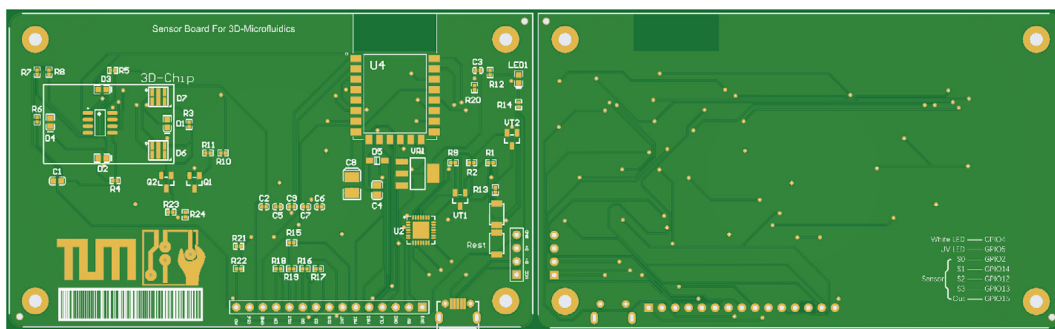 Sensor Board For 3D-Microfluidics
U4
C3
LED1
R7
R8
R5
R12
D3
3D-Chip
R20
D7
R14
R6
R3
D1
D4
VT2
D6
R11
R10
D5
VR1
R9
R1
D2
C8
R2
C1
R4
Q2
Q1
C4
R13
C2
C5
C9
C7
C6
VT1
R23
R24
U2
R15
R21
Rest
TUM
R22
R18
R16
R19
R17
White LED — GPIO4
UV LED — GPIO5
S0 — GPIO2
S1 — GPIO14
Sensor
S2 — GPIO12
S3 — GPIO13
Out — GPIO15